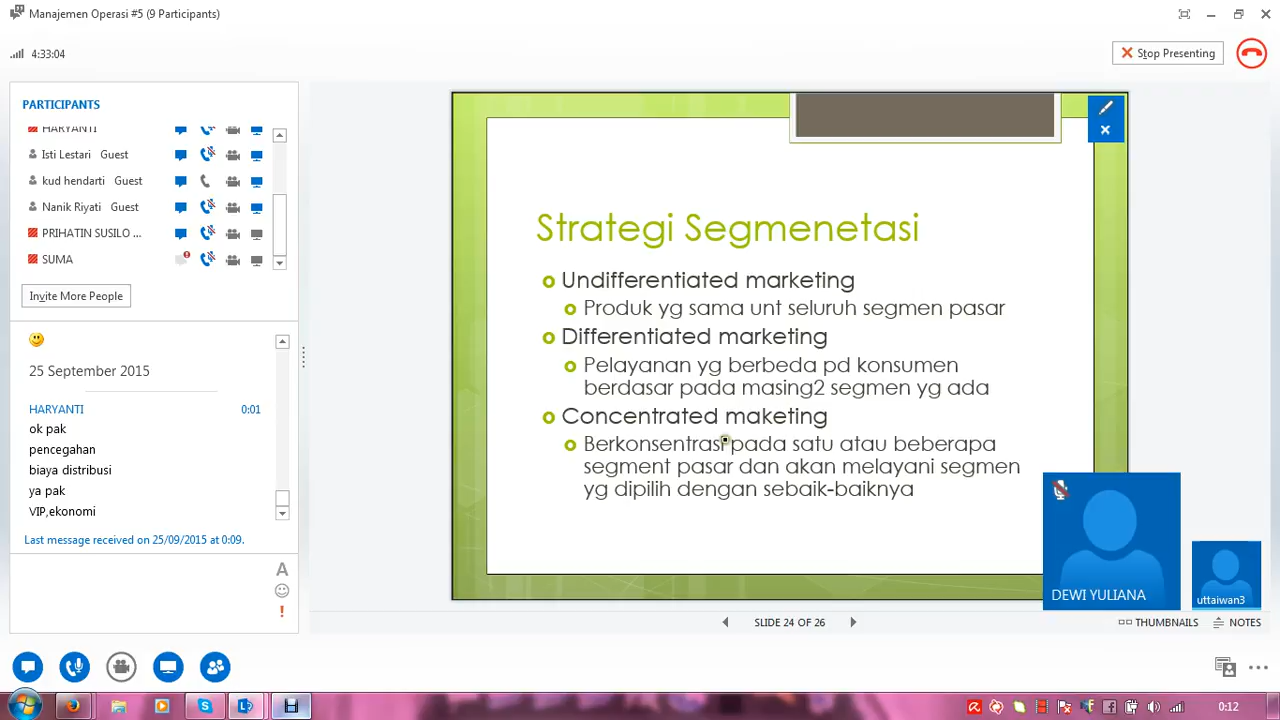 Manajemen Operasi #5 (9 Participants)
4:33:04
Stop Presenting
PARTICIPANTS
HARYANTI
Isti Lestari Guest
kud hendarti Guest
Nanik Riyati Guest
PRIHATIN SUSILO ...
SUMA
Invite More People
25 September 2015
HARYANTI 0:01
ok pak
pencegahan
biaya distribusi
ya pak
VIP,ekonomi
Last message received on 25/09/2015 at 0:09.
A
!
Strategi Segmenetasi
Undifferentiated marketing
Produk yg sama unt seluruh segmen pasar
Differentiated marketing
Pelayanan yg berbeda pd konsumen
berdasar pada masing2 segmen yg ada
Concentrated maketing
Berkonsentrasi pada satu atau beberapa
segment pasar dan akan melayani segmen
yg dipilih dengan sebaik-baiknya
DEWI YULIANA
uttaiwan3
SLIDE 24 OF 26
THUMBNAILS
NOTES
0:12